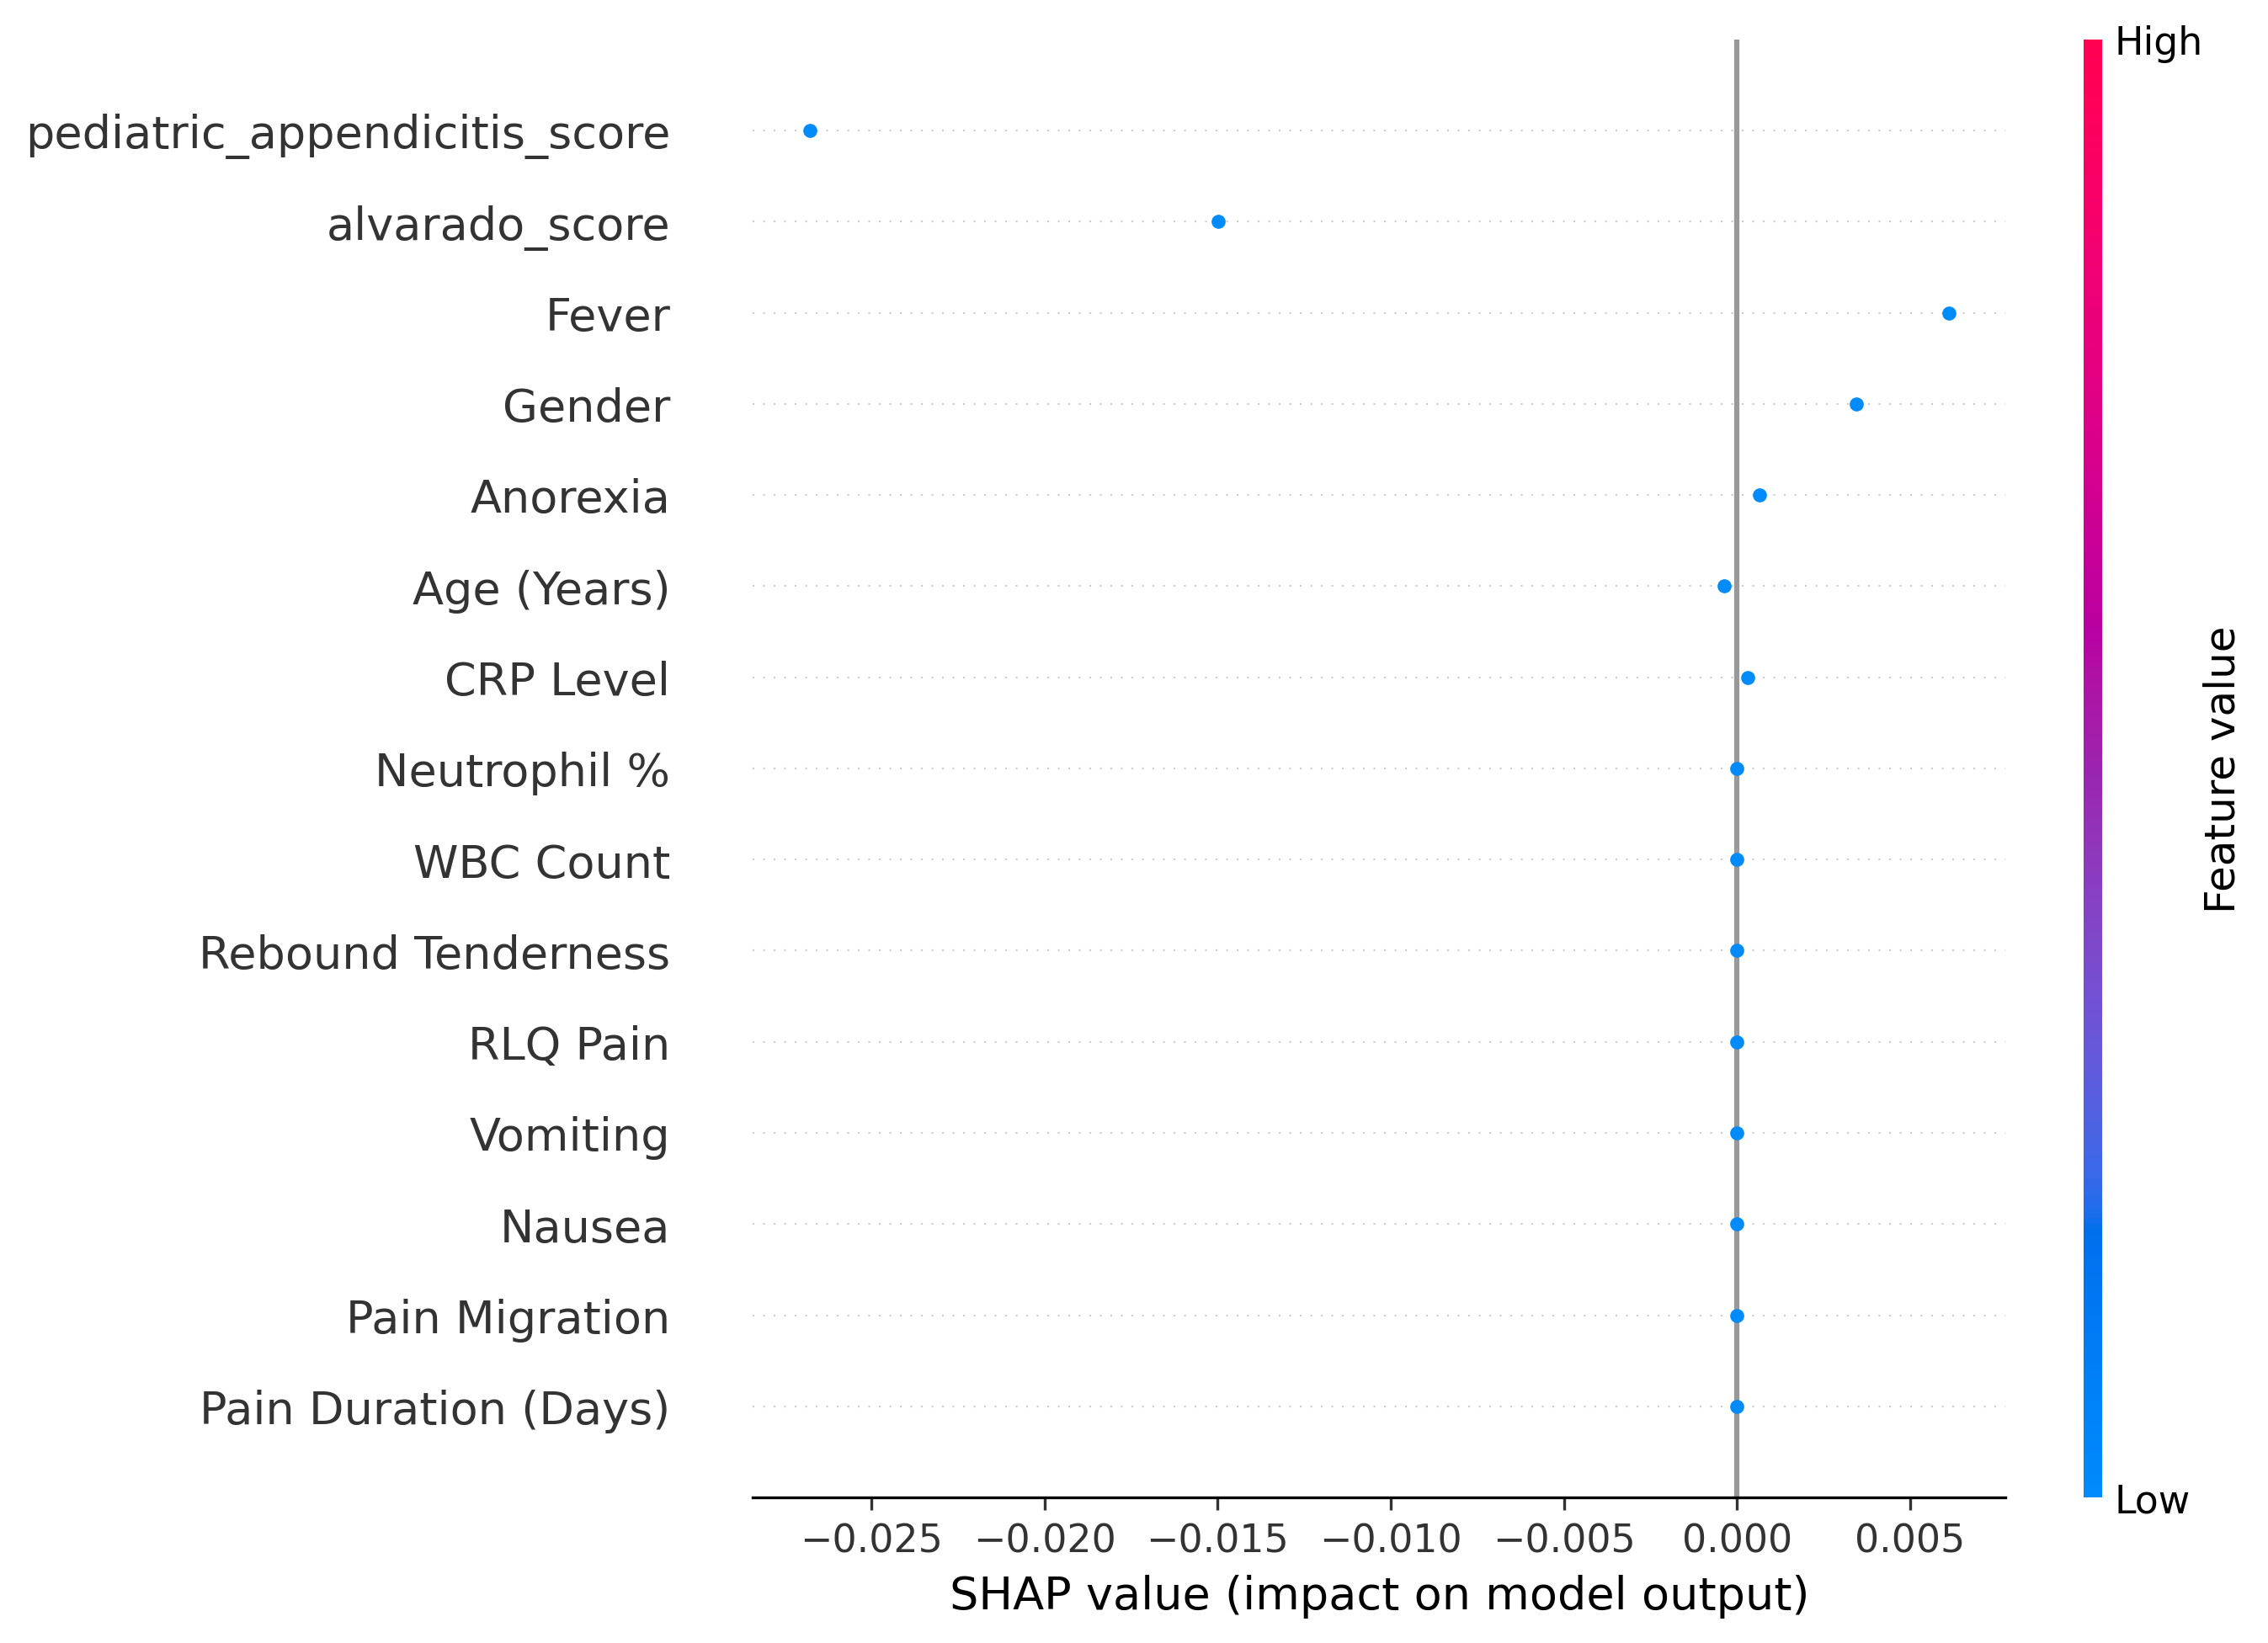 High
pediatric_appendicitis_score
alvarado_score
Fever
Gender
Anorexia
Age (Years)
CRP Level
Neutrophil %
WBC Count
Rebound Tenderness
RLQ Pain
Vomiting
Nausea
Pain Migration
Pain Duration (Days)
Feature value
Low
−0.025 −0.020 −0.015 −0.010 −0.005 0.000 0.005
SHAP value (impact on model output)